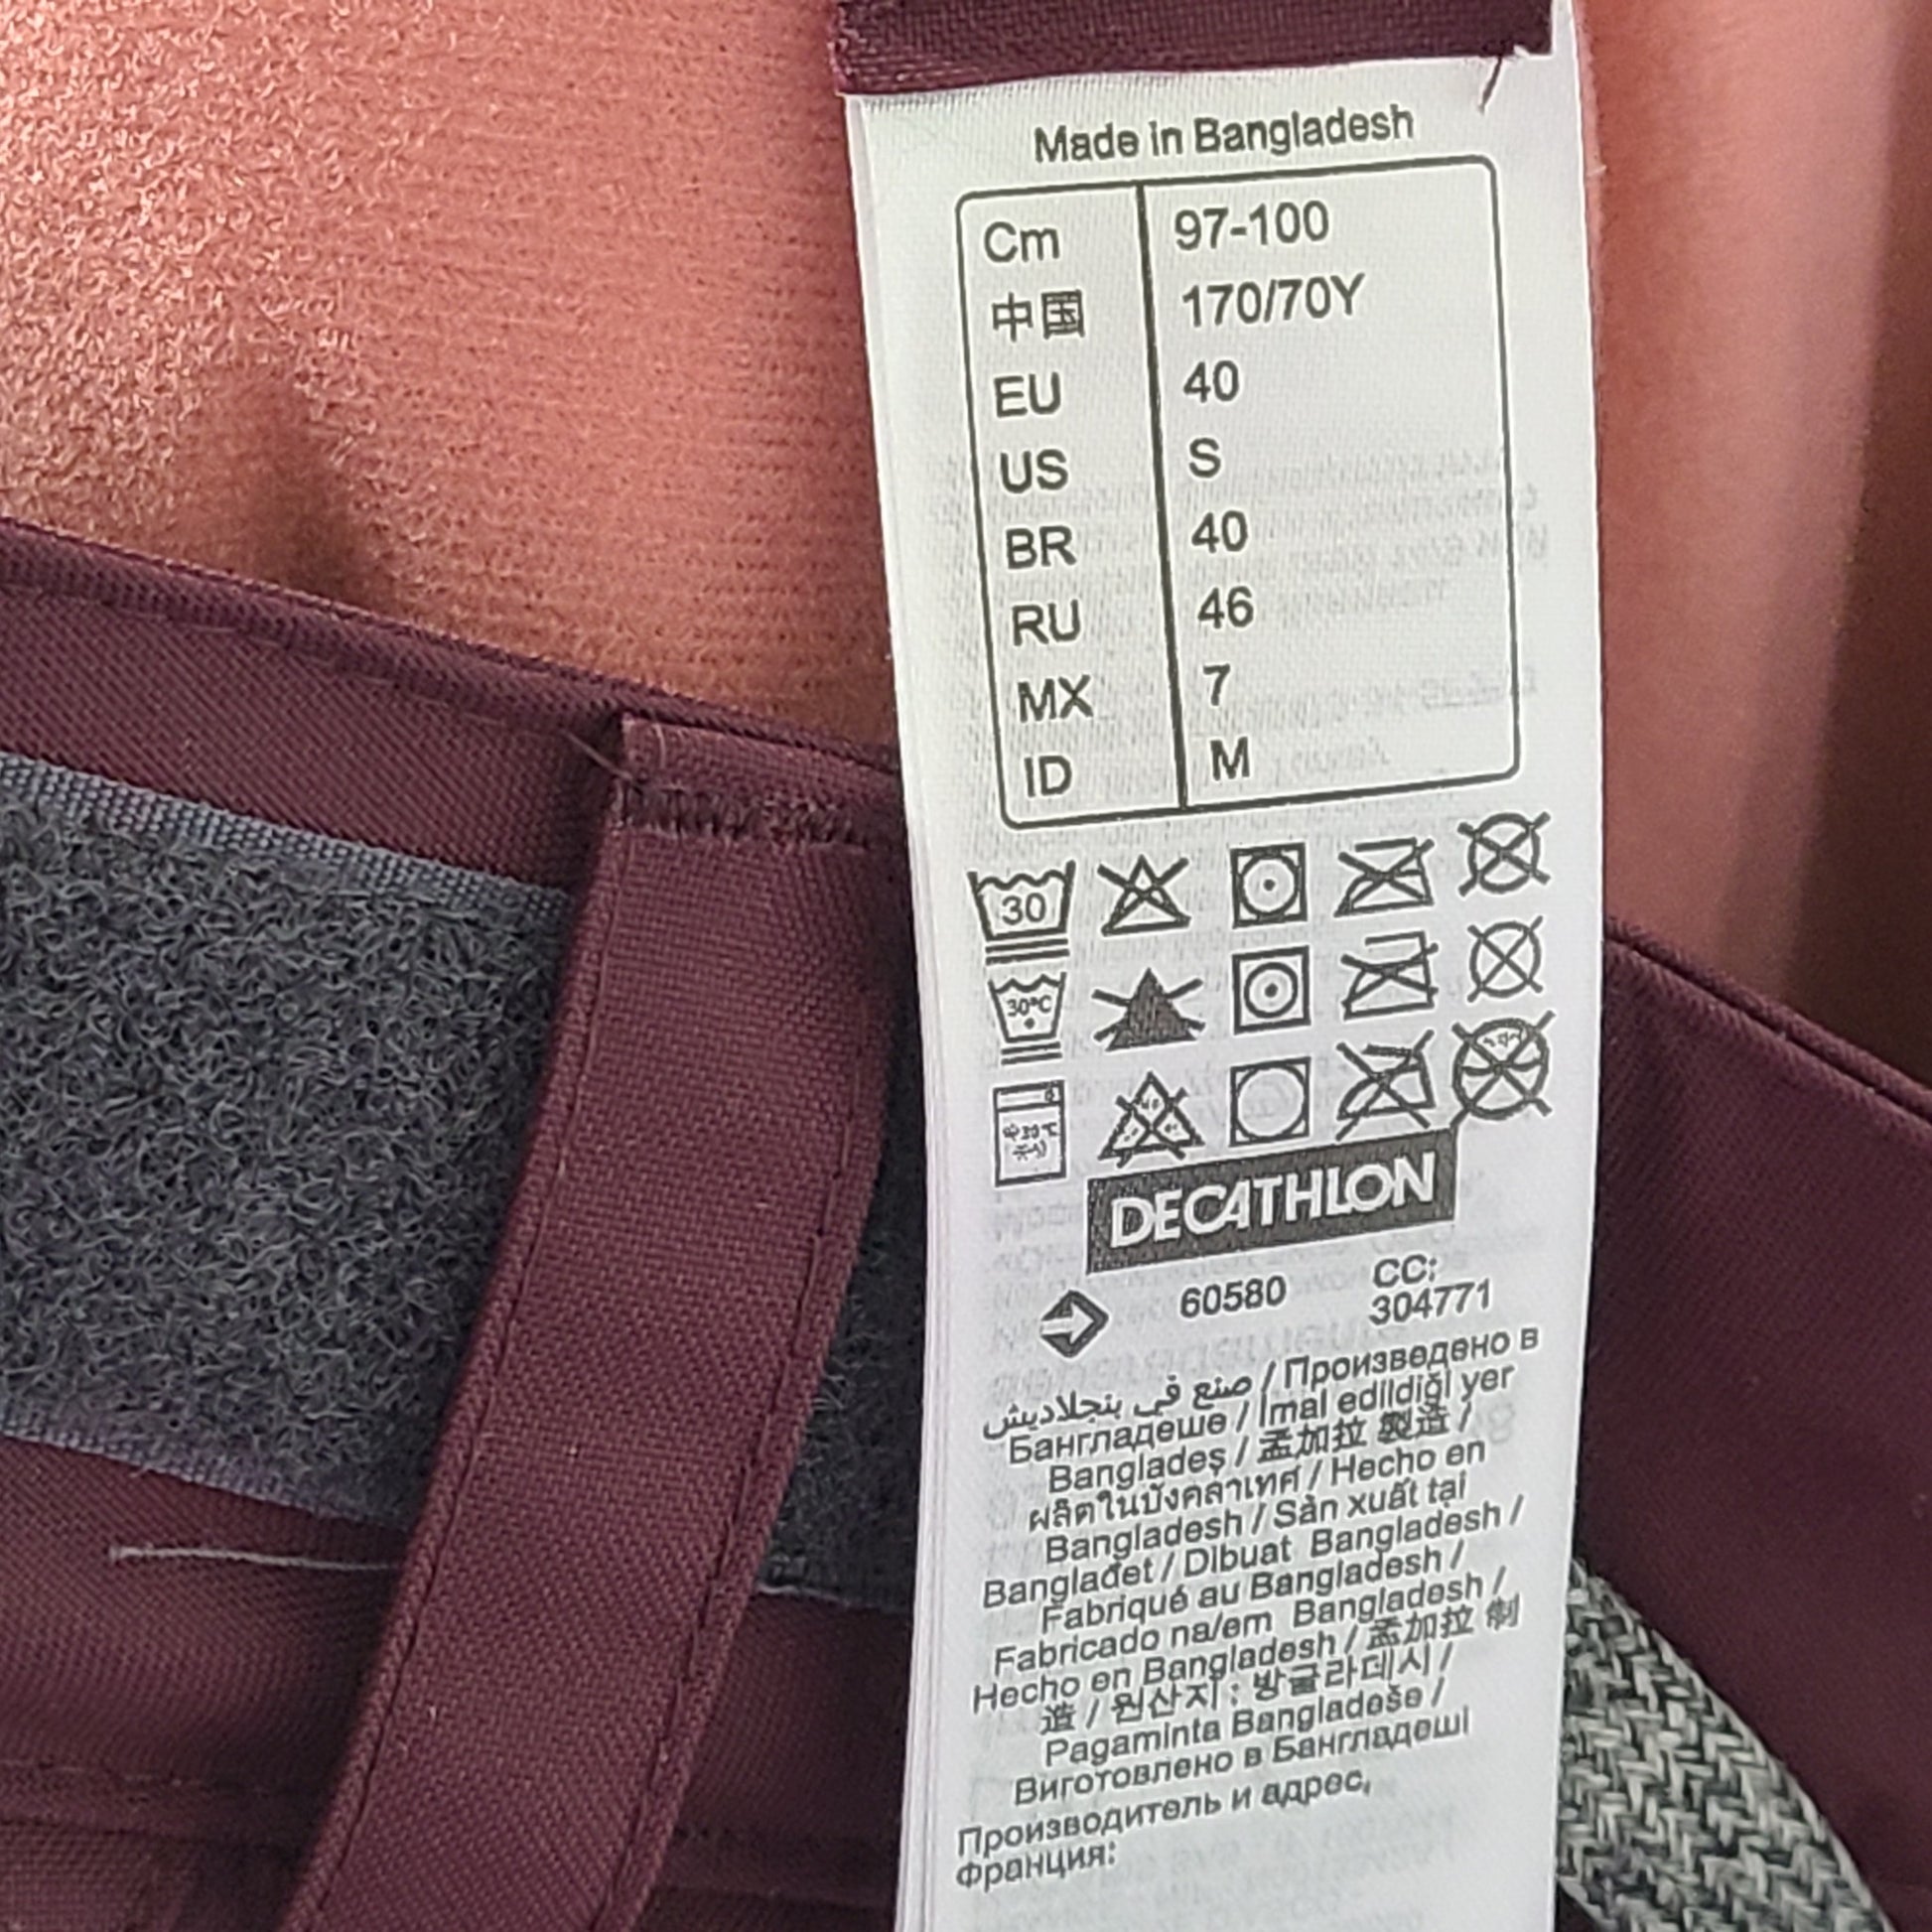 Made in Bangladesh
Cm 97-100
中国 170/70Y
EU 40
US S
BR 40
RU 46
MX 7
ID M
30
30°C
DECATHLON
60580 CC:
304771
صنع في بنجلاديش / Произведено в
Бангладеше / İmal edildiği yer
Bangladeş / 孟加拉 製造 /
ผลิตในบังคลาเทศ / Hecho en
Bangladesh / Sản xuất tại
Banglađet / Dibuat Bangladesh /
Fabriqué au Bangladesh /
Fabricado na/em Bangladesh /
Hecho en Bangladesh / 孟加拉 制
造 / 원산지 : 방글라데시 /
Pagaminta Bangladeše /
Виготовлено в Бангладеші
Производитель и адрес,
Франция: